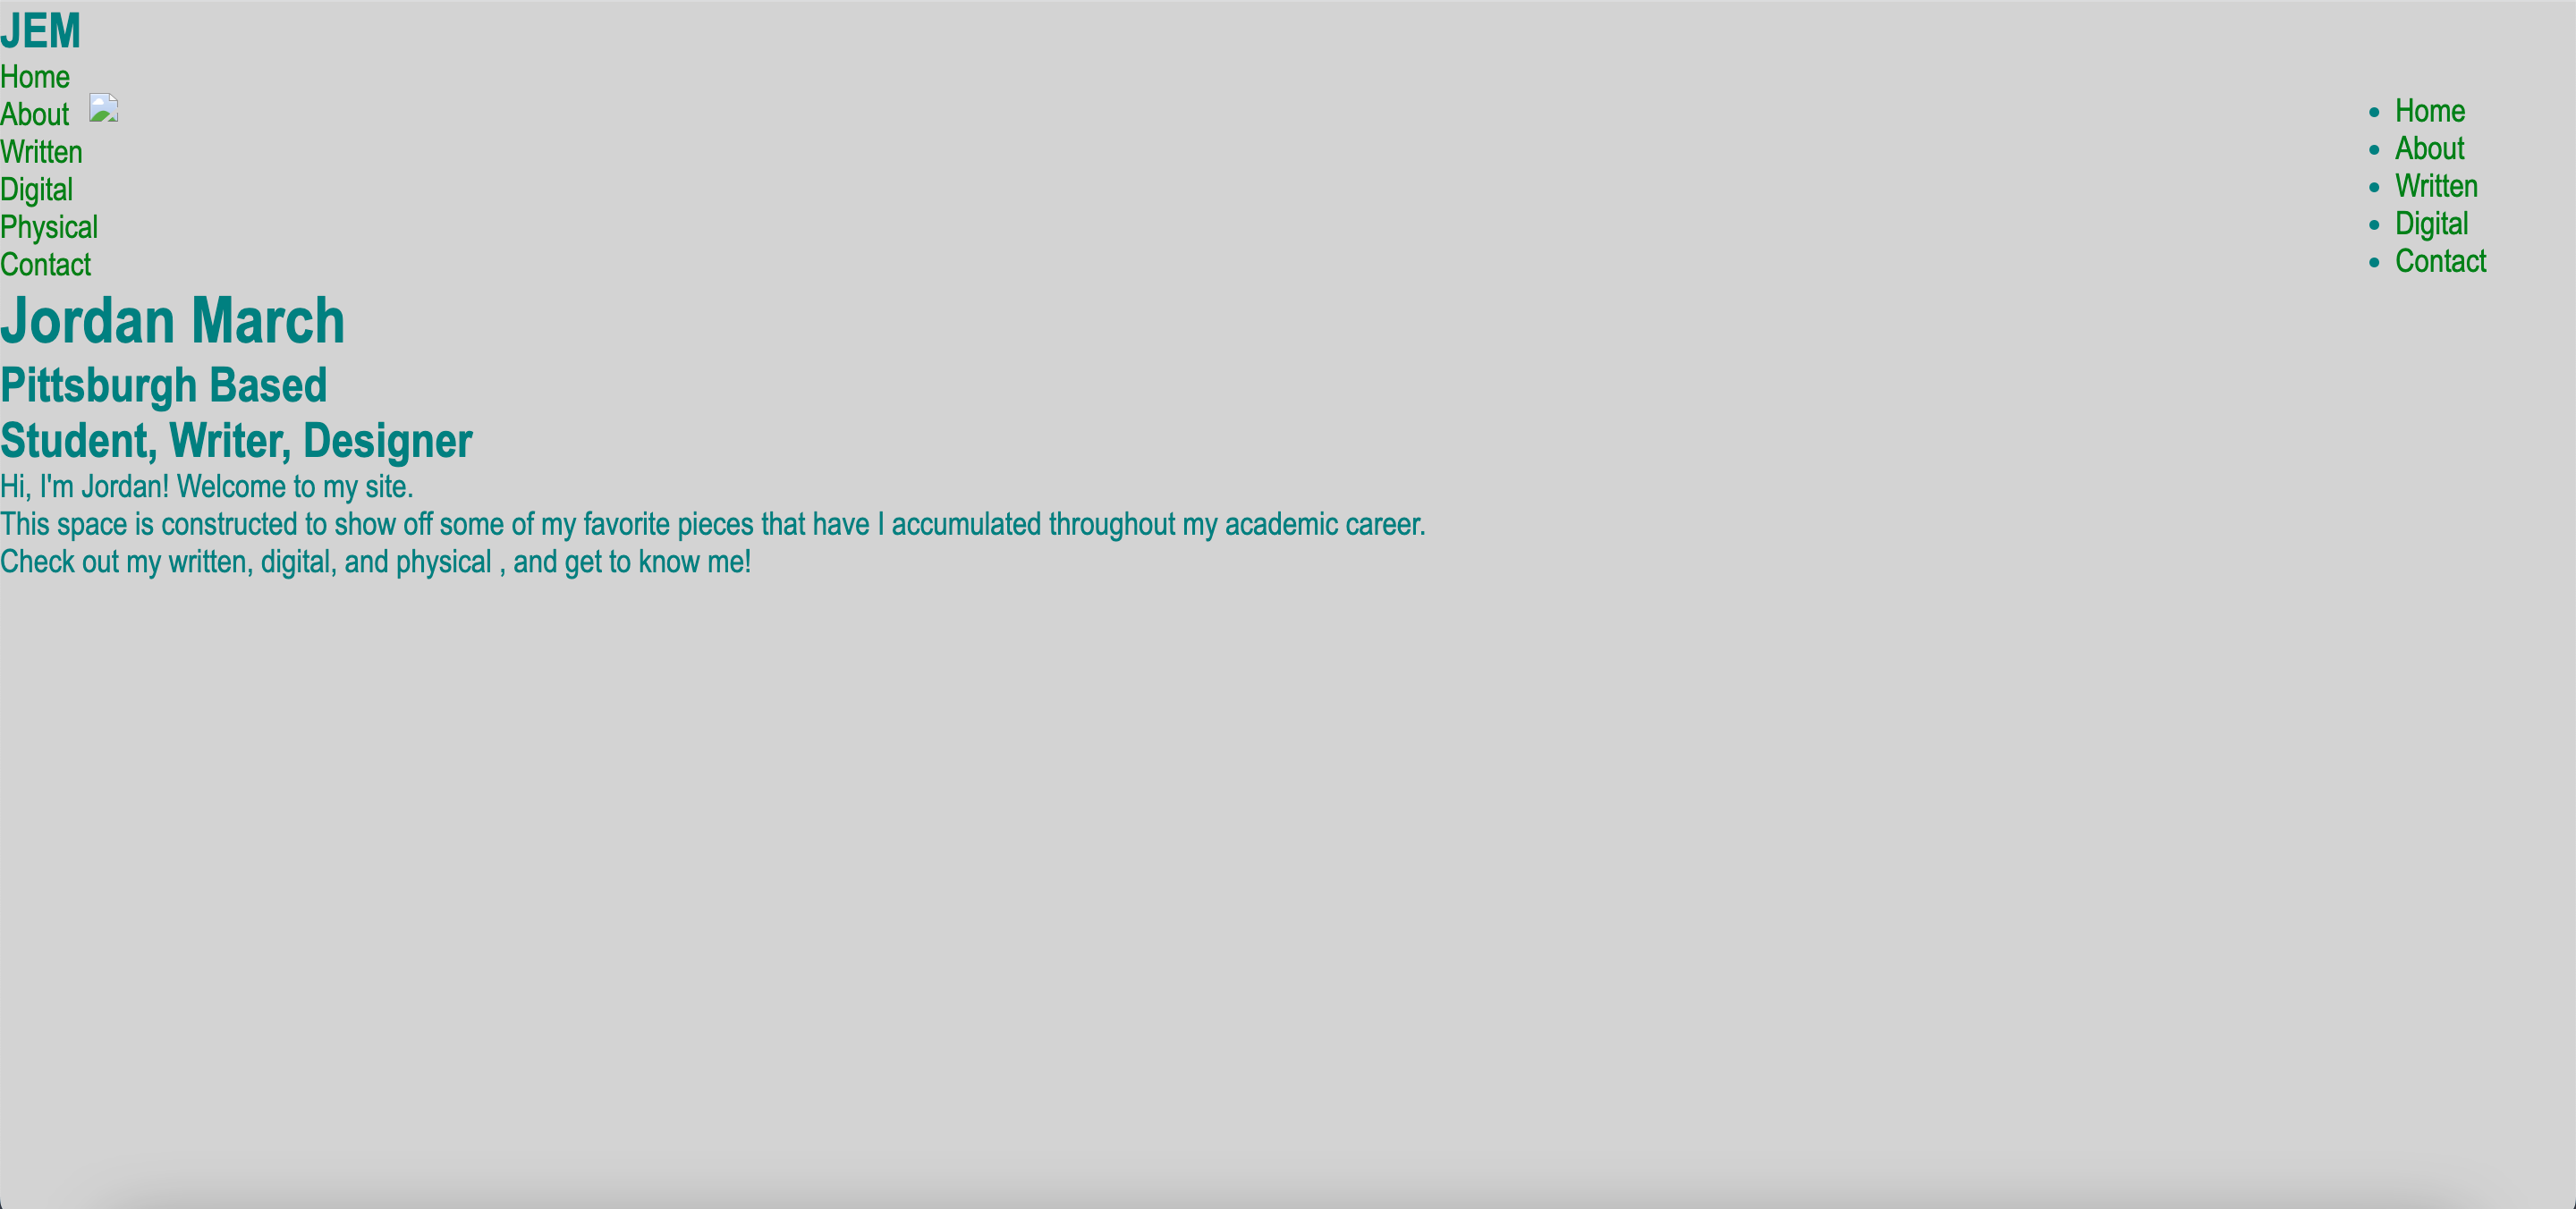 JEM
Home
About
Written
Digital
Physical
Contact
Home
About
Written
Digital
Contact
Jordan March
Pittsburgh Based
Student, Writer, Designer
Hi, I'm Jordan! Welcome to my site.
This space is constructed to show off some of my favorite pieces that have I accumulated throughout my academic career.
Check out my written, digital, and physical , and get to know me!